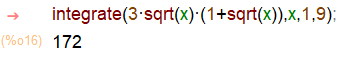 → integrate(3·sqrt(x)·(1+sqrt(x)),x,1,9);
(%o16) 172